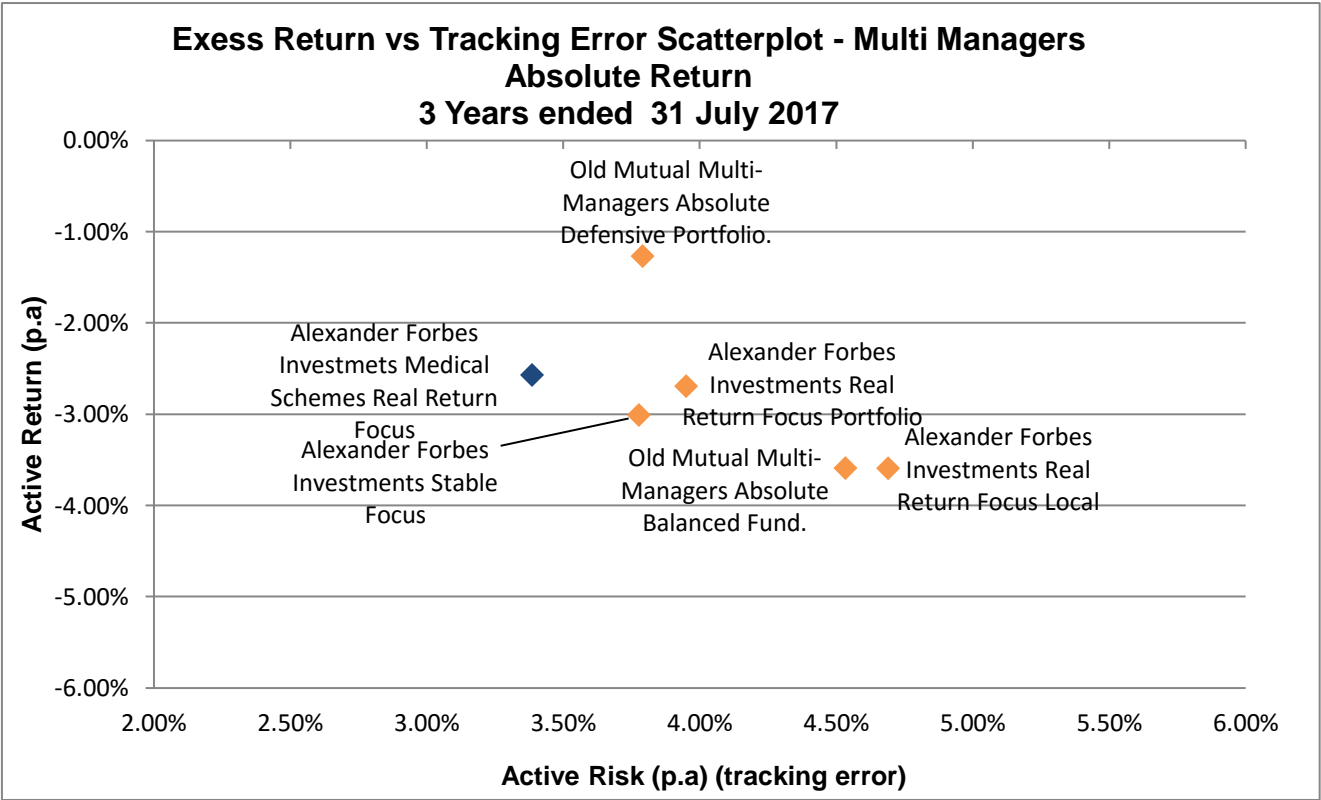 Exess Return vs Tracking Error Scatterplot - Multi Managers
Absolute Return
3 Years ended  31 July 2017
0.00%
-1.00%
-2.00%
-3.00%
-4.00%
-5.00%
-6.00%
Active Return (p.a)
Old Mutual Multi-
Managers Absolute
Defensive Portfolio.
Alexander Forbes
Investmets Medical
Schemes Real Return
Focus
Alexander Forbes
Investments Real
Return Focus Portfolio
Alexander Forbes
Investments Stable
Focus
Old Mutual Multi-
Managers Absolute
Balanced Fund.
Alexander Forbes
Investments Real
Return Focus Local
2.00% 2.50% 3.00% 3.50% 4.00% 4.50% 5.00% 5.50% 6.00%
Active Risk (p.a) (tracking error)